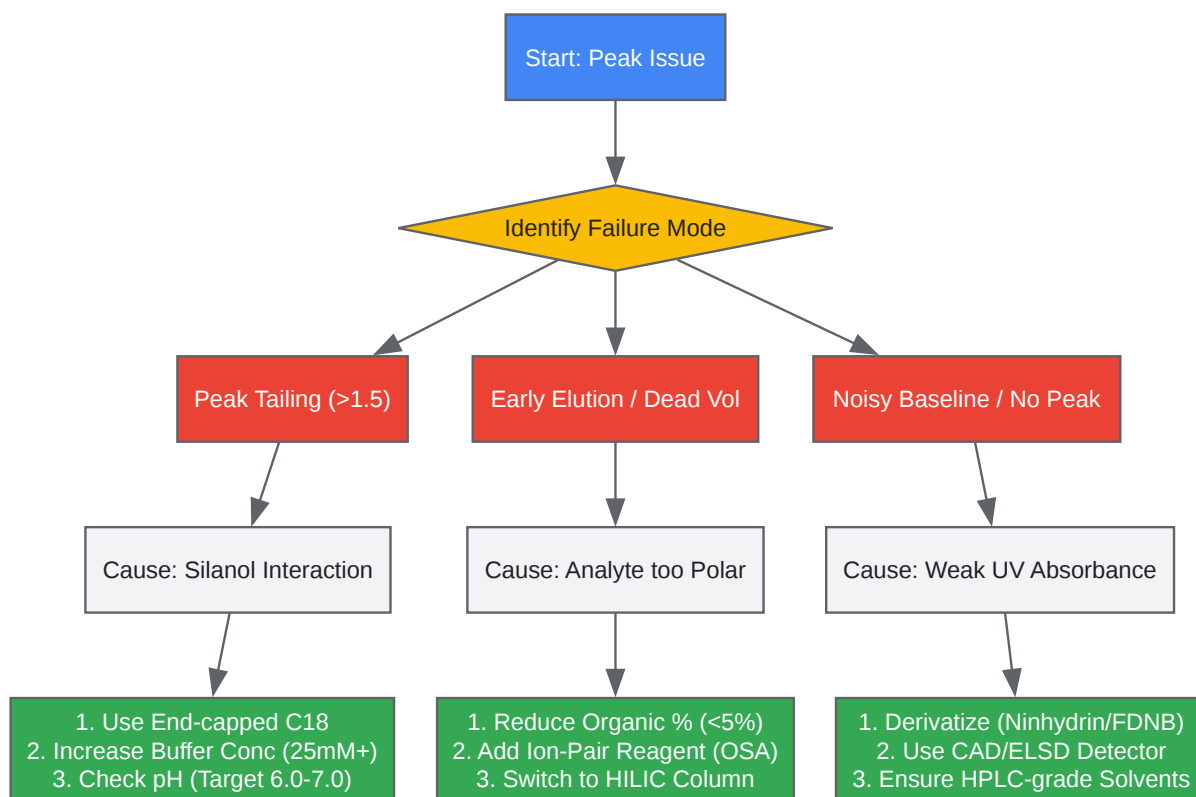 Start: Peak Issue
Identify Failure Mode
Peak Tailing (>1.5)
Early Elution / Dead Vol
Noisy Baseline / No Peak
Cause: Silanol Interaction
Cause: Analyte too Polar
Cause: Weak UV Absorbance
1. Use End-capped C18
2. Increase Buffer Conc (25mM+)
3. Check pH (Target 6.0-7.0)
1. Reduce Organic % (<5%)
2. Add Ion-Pair Reagent (OSA)
3. Switch to HILIC Column
1. Derivatize (Ninhydrin/FDNB)
2. Use CAD/ELSD Detector
3. Ensure HPLC-grade Solvents